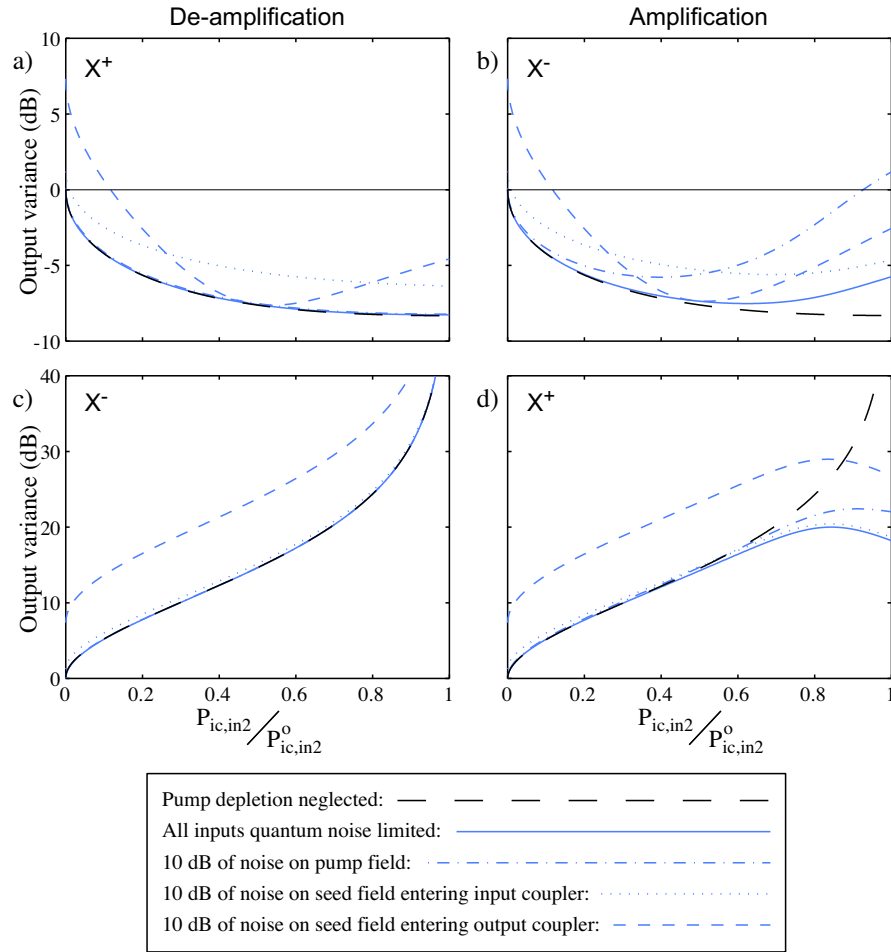 De-amplification
Amplification
a)
X⁺
b)
X⁻
10
5
0
-5
-10
Output variance (dB)
c)
X⁻
d)
X⁺
40
30
20
10
0
Output variance (dB)
0 0.2 0.4 0.6 0.8 1
0 0.2 0.4 0.6 0.8 1
P_ic,in2 / P^o_ic,in2
P_ic,in2 / P^o_ic,in2
Pump depletion neglected:
All inputs quantum noise limited:
10 dB of noise on pump field:
10 dB of noise on seed field entering input coupler:
10 dB of noise on seed field entering output coupler: